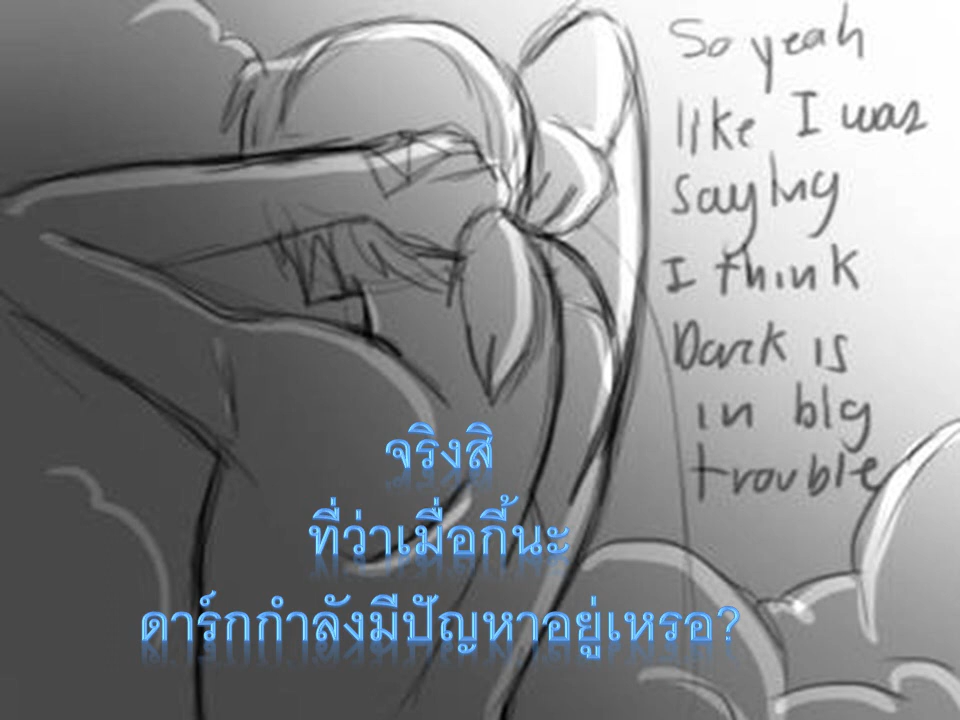 So yeah
like I was
saying
I think
Dark is
in big
trouble
จริงสิ
ที่ว่าเมื่อกี้นะ
ดาร์กกำลังมีปัญหาอยู่เหรอ?